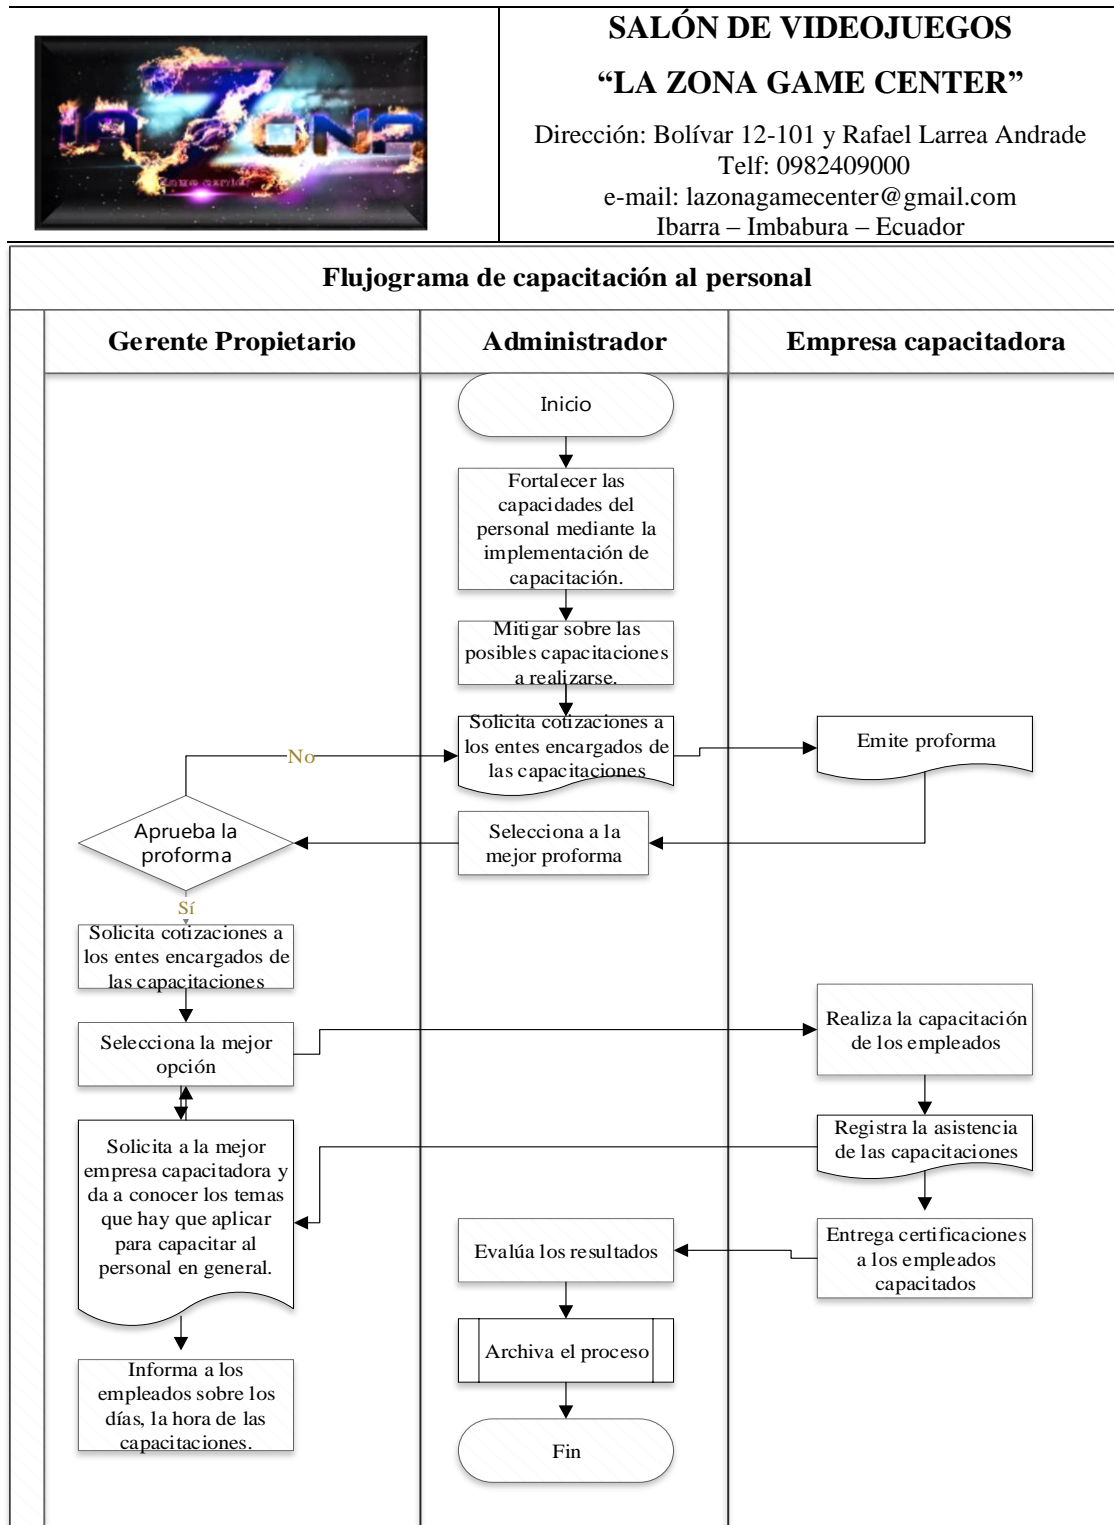 LA ZONA
Game center
SALÓN DE VIDEOJUEGOS
“LA ZONA GAME CENTER”
Dirección: Bolívar 12-101 y Rafael Larrea Andrade
Telf: 0982409000
e-mail: lazonagamecenter@gmail.com
Ibarra – Imbabura – Ecuador
Flujograma de capacitación al personal
Gerente Propietario
Administrador
Empresa capacitadora
Inicio
Fortalecer las
capacidades del
personal mediante la
implementación de
capacitación.
Mitigar sobre las
posibles capacitaciones
a realizarse.
Solicita cotizaciones a
los entes encargados de
las capacitaciones
Emite proforma
No
Selecciona a la
mejor proforma
Aprueba la
proforma
Sí
Solicita cotizaciones a
los entes encargados de
las capacitaciones
Selecciona la mejor
opción
Realiza la capacitación
de los empleados
Registra la asistencia
de las capacitaciones
Solicita a la mejor
empresa capacitadora y
da a conocer los temas
que hay que aplicar
para capacitar al
personal en general.
Entrega certificaciones
a los empleados
capacitados
Evalúa los resultados
Archiva el proceso
Informa a los
empleados sobre los
días, la hora de las
capacitaciones.
Fin